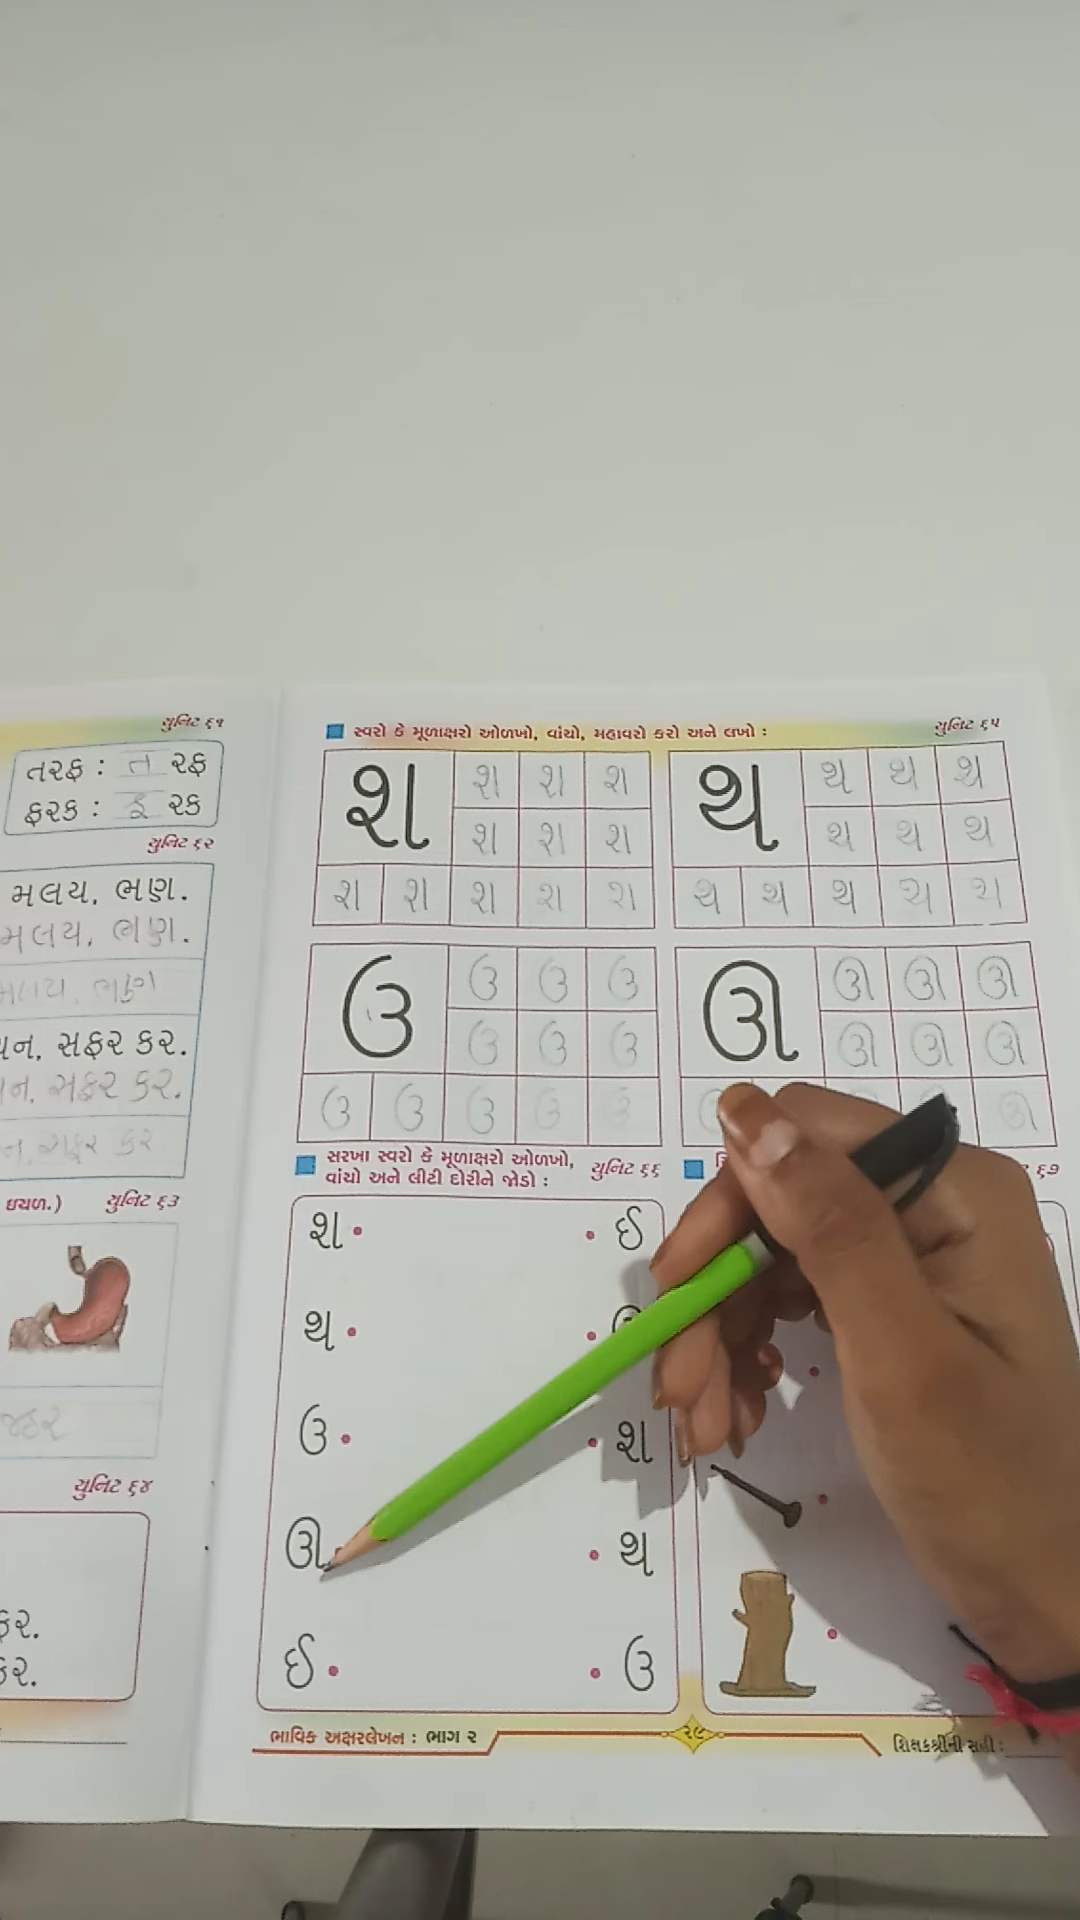 યુનિટ ૬૧
તરફ : ત રફ
ફરક : ફ રક
યુનિટ ૬૨
મલય, ભણ.
મલય, ભણ.
મલય, ભણ
સફર કર.
સફર કર.
સફર કર
યુનિટ ૬૩
યુનિટ ૬૪
કર.
કર.
સ્વરો કે મૂળાક્ષરો ઓળખો, વાંચો, મહાવરો કરો અને લખો :
યુનિટ ૬૫
શ શ શ શ
શ શ શ
શ શ શ શ શ
થ થ થ થ
થ થ થ
થ થ થ થ થ
ઉ ઉ ઉ ઉ
ઉ ઉ ઉ
ઉ ઉ ઉ ઉ ઉ
ઊ ઊ ઊ ઊ
ઊ ઊ ઊ
ઊ
સરખા સ્વરો કે મૂળાક્ષરો ઓળખો, યુનિટ ૬૬
વાંચો અને લીટી દોરીને જોડો :
૬૭
શ • • ઈ
થ •
ઉ • • શ
ઊ • • થ
ઈ • • ઉ
ભાવિક અક્ષરલેખન : ભાગ ૨
૨૯
શિક્ષકશ્રીની સહી :